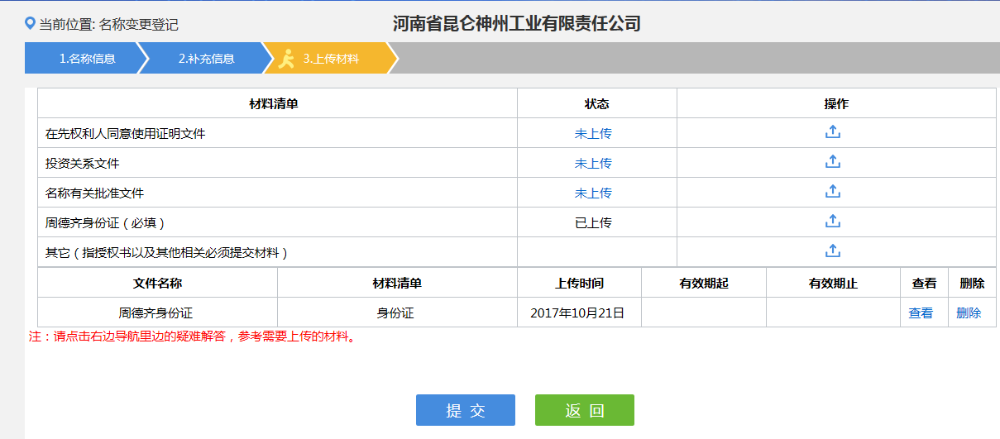 当前位置: 名称变更登记
河南省昆仑神州工业有限责任公司
1.名称信息 2.补充信息 3.上传材料
材料清单 状态 操作
在先权利人同意使用证明文件 未上传
投资关系文件 未上传
名称有关批准文件 未上传
周德齐身份证（必填） 已上传
其它（指授权书以及其他相关必须提交材料）
文件名称 材料清单 上传时间 有效期起 有效期止 查看 删除
周德齐身份证 身份证 2017年10月21日 查看 删除
注：请点击右边导航里边的疑难解答，参考需要上传的材料。
提 交 返 回